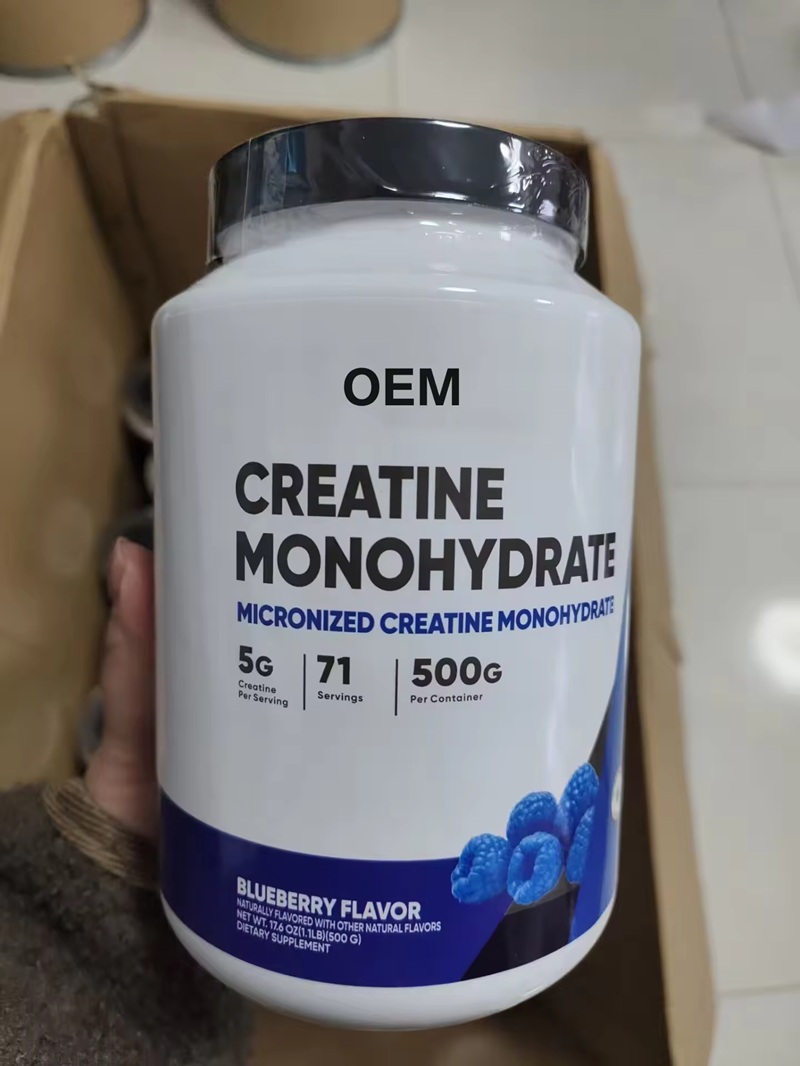 OEM
CREATINE
MONOHYDRATE
MICRONIZED CREATINE MONOHYDRATE
5G
Creatine
Per Serving
71
Servings
500G
Per Container
BLUEBERRY FLAVOR
NATURALLY FLAVORED WITH OTHER NATURAL FLAVORS
NET WT. 17.6 OZ(1.1LB)(500 G)
DIETARY SUPPLEMENT